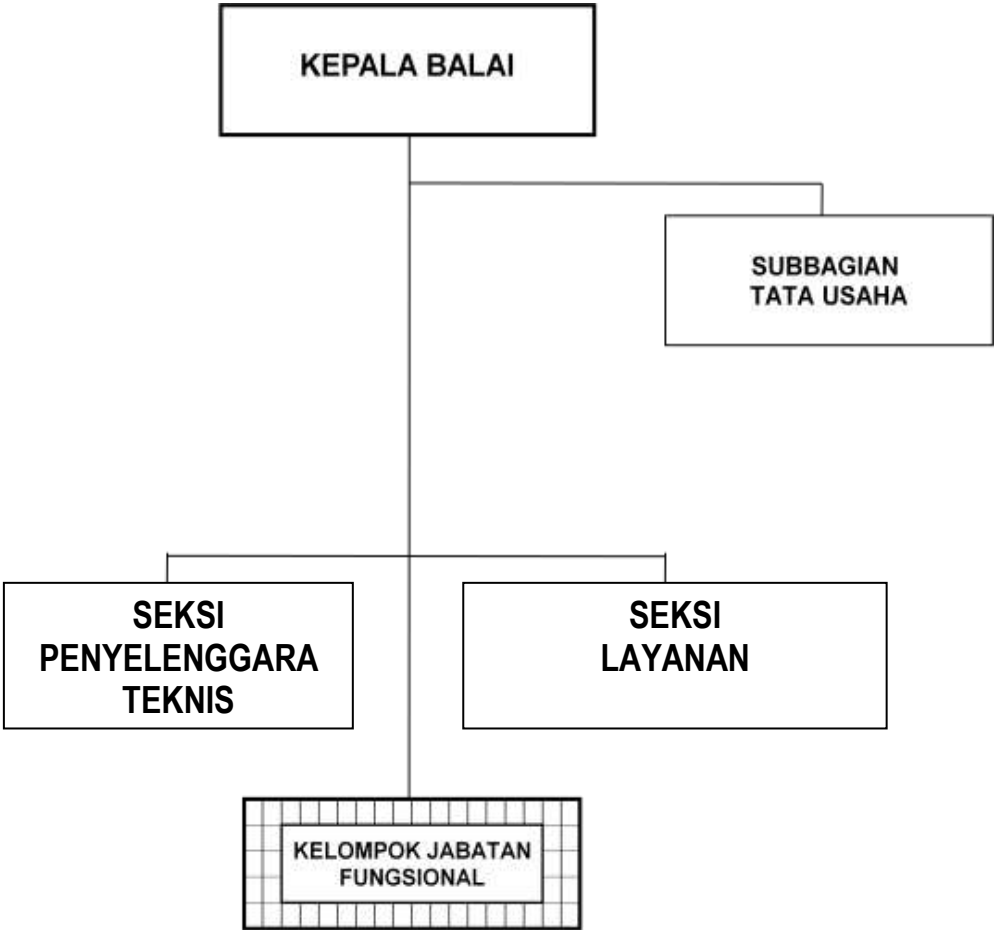 KEPALA BALAI
SUBBAGIAN
TATA USAHA
SEKSI
PENYELENGGARA
TEKNIS
SEKSI
LAYANAN
KELOMPOK JABATAN
FUNGSIONAL